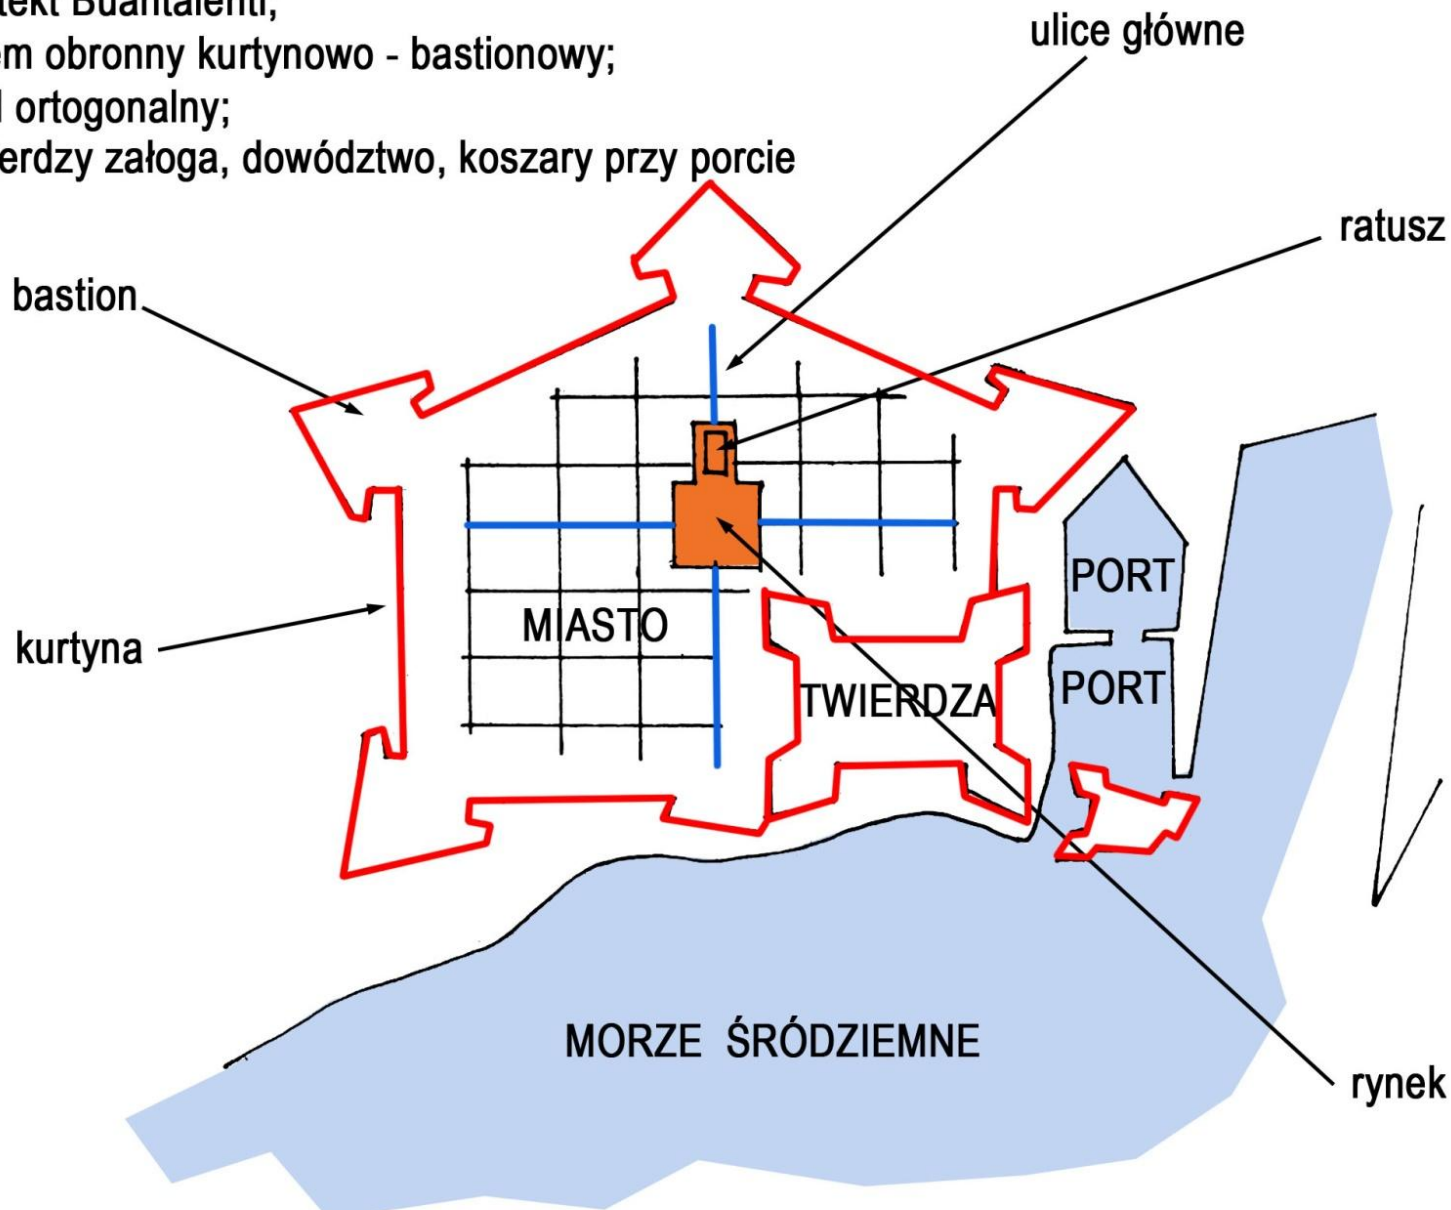 tekt Buantalenti,
em obronny kurtynowo - bastionowy;
ortogonalny;
erdzy załoga, dowództwo, koszary przy porcie
ulice główne
ratusz
bastion
PORT
MIASTO
kurtyna
PORT
TWIERDZA
MORZE ŚRÓDZIEMNE
rynek